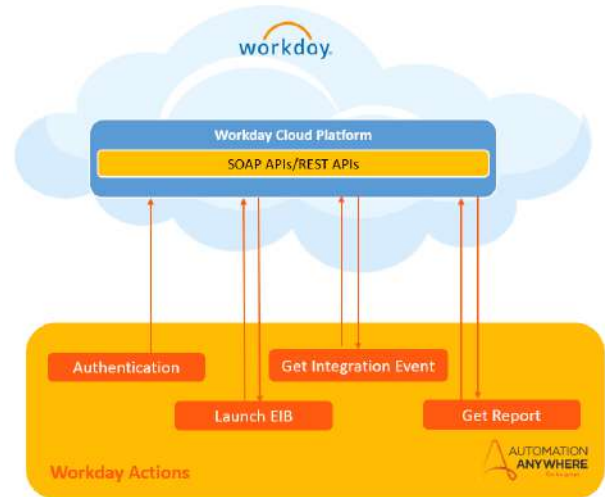 workday.
Workday Cloud Platform
SOAP APIs/REST APIs
Authentication
Get Integration Event
Launch EIB
Get Report
Workday Actions
AUTOMATION
ANYWHERE